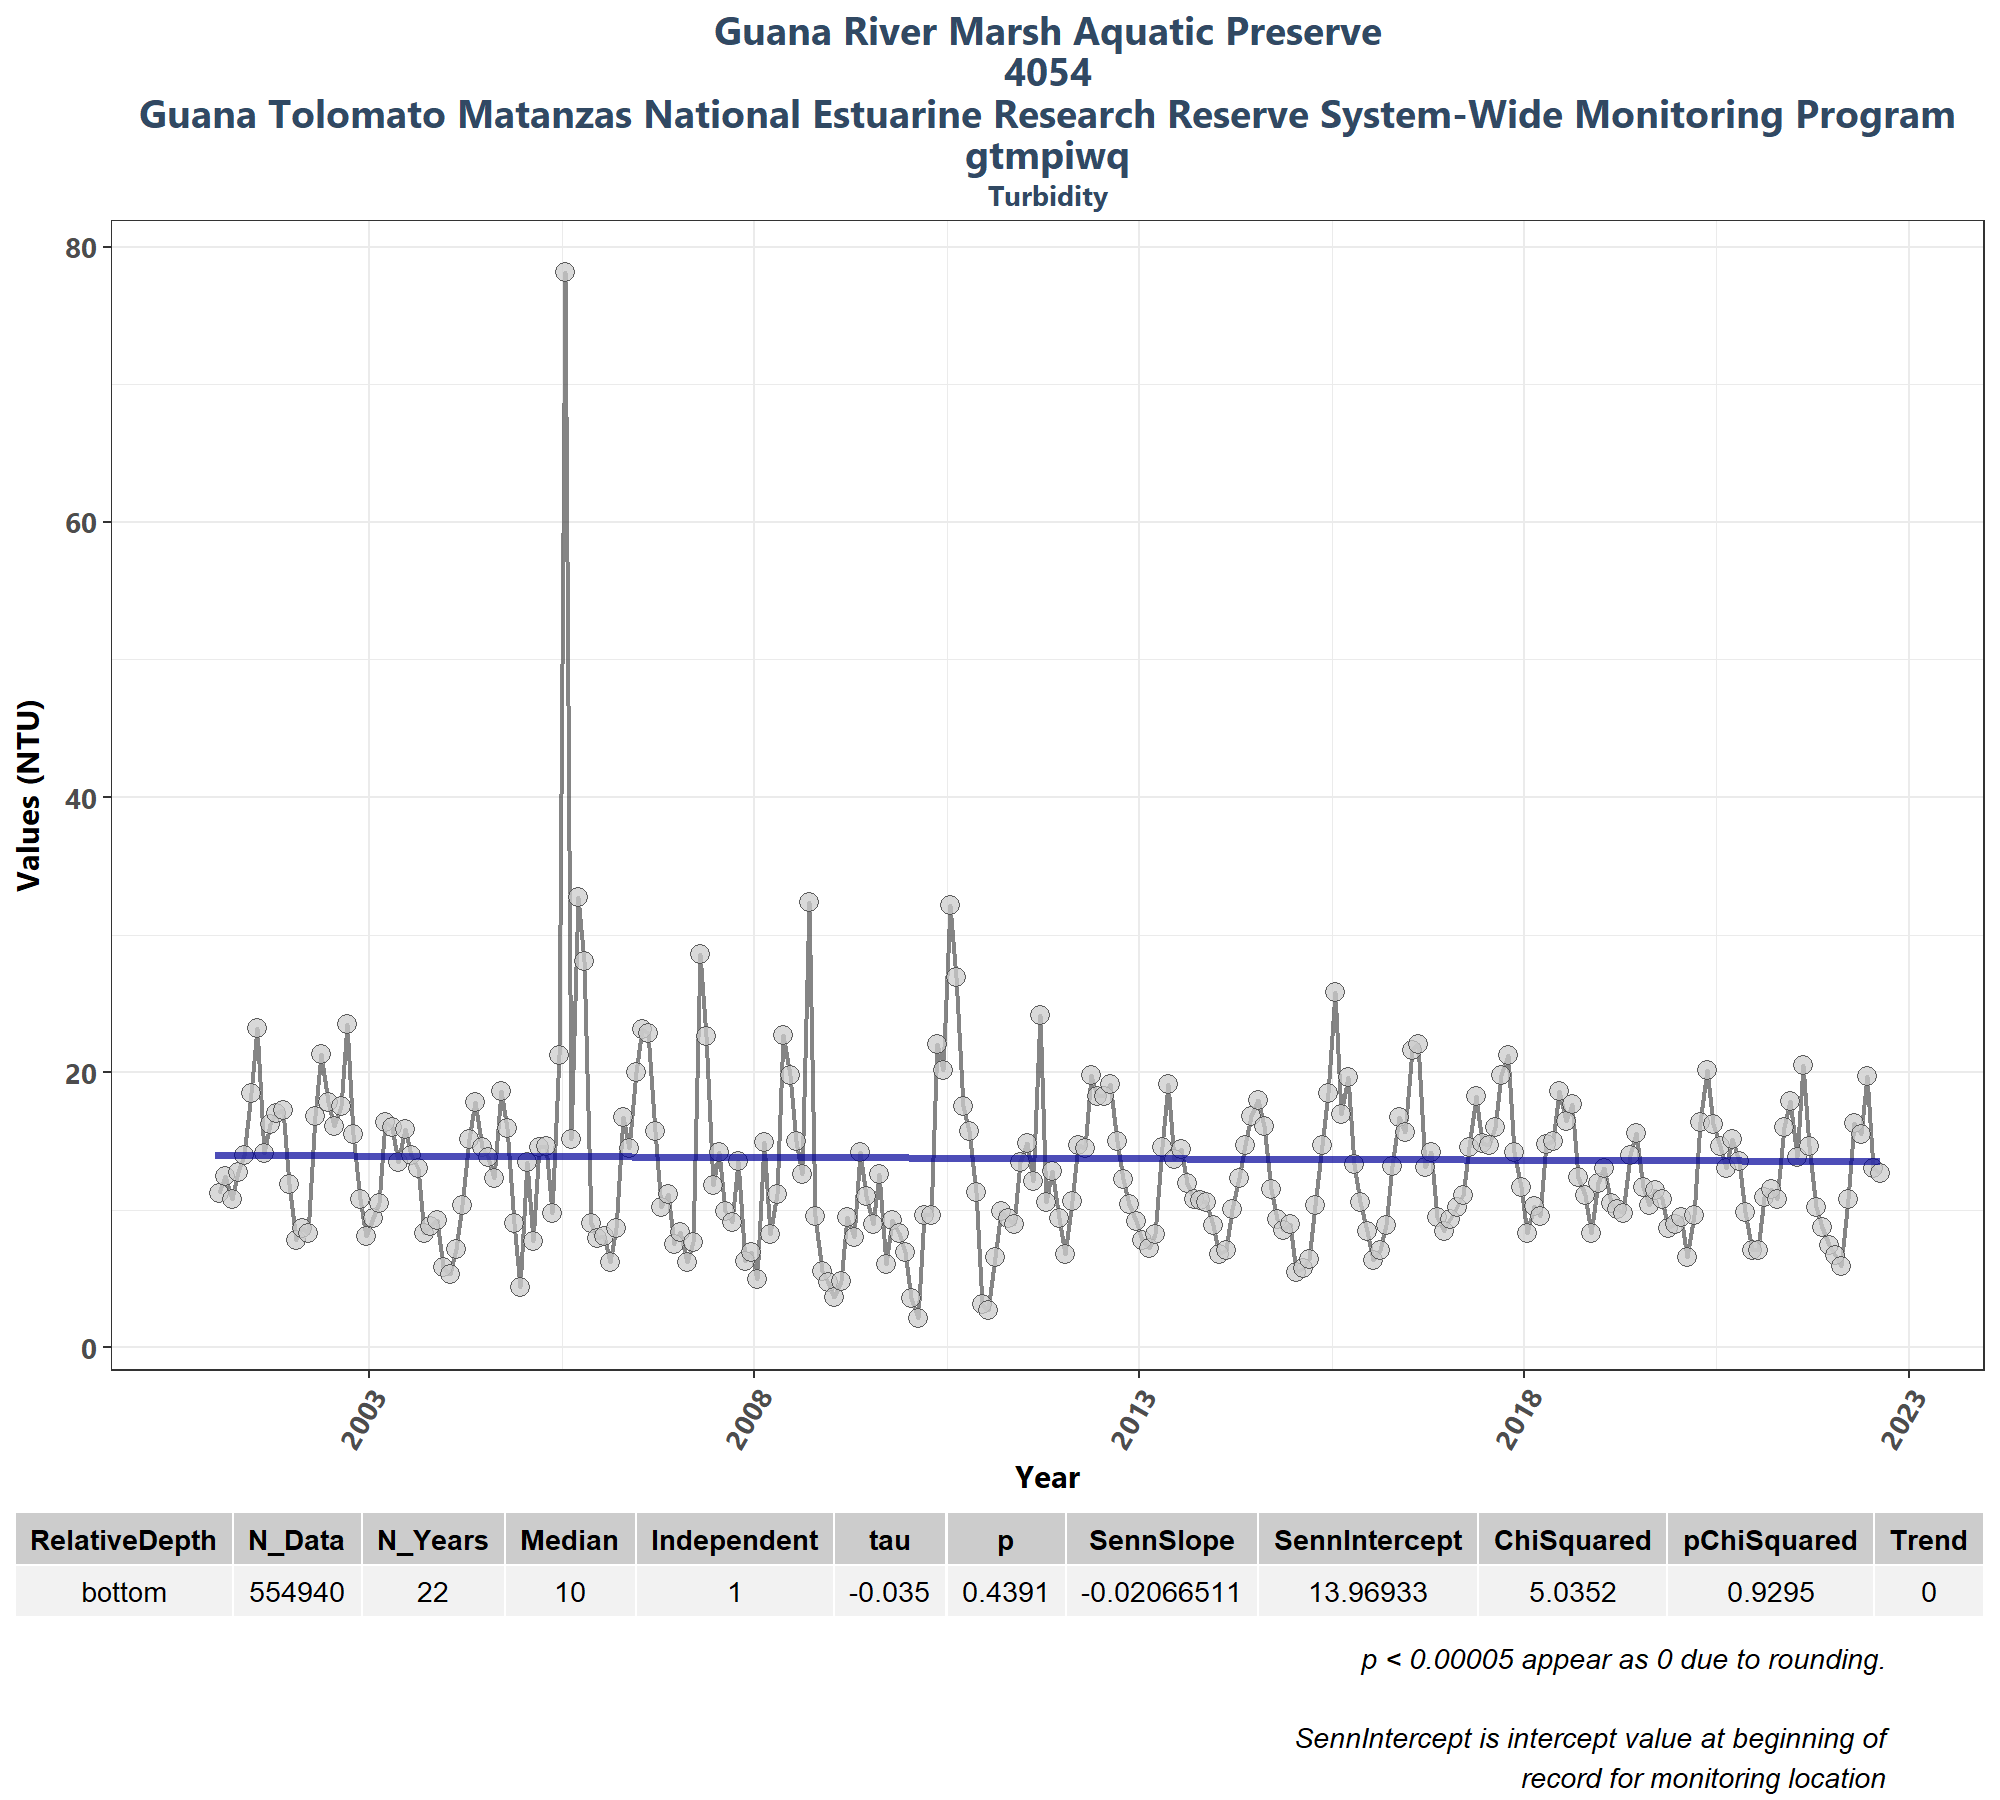 Guana River Marsh Aquatic Preserve
4054
Guana Tolomato Matanzas National Estuarine Research Reserve System-Wide Monitoring Program
gtmpiwq
Turbidity
80
60
40
20
0
Values (NTU)
2003 2008 2013 2018 2023
Year
RelativeDepth N_Data N_Years Median Independent tau p SennSlope SennIntercept ChiSquared pChiSquared Trend
bottom 554940 22 10 1 -0.035 0.4391 -0.02066511 13.96933 5.0352 0.9295 0
p < 0.00005 appear as 0 due to rounding.
SennIntercept is intercept value at beginning of
record for monitoring location